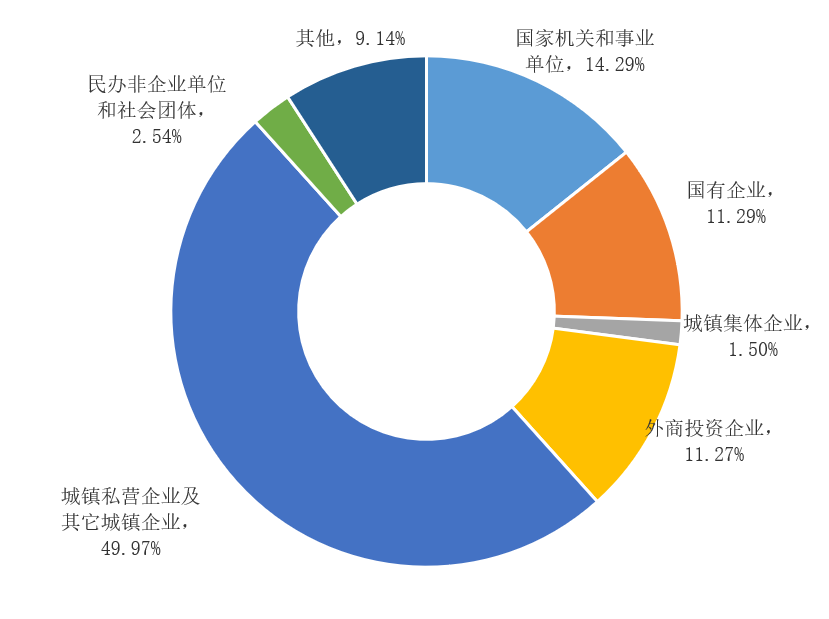 其他，9.14%
国家机关和事业
单位，14.29%
民办非企业单位
和社会团体，
2.54%
国有企业，
11.29%
城镇集体企业，
1.50%
外商投资企业，
11.27%
城镇私营企业及
其它城镇企业，
49.97%